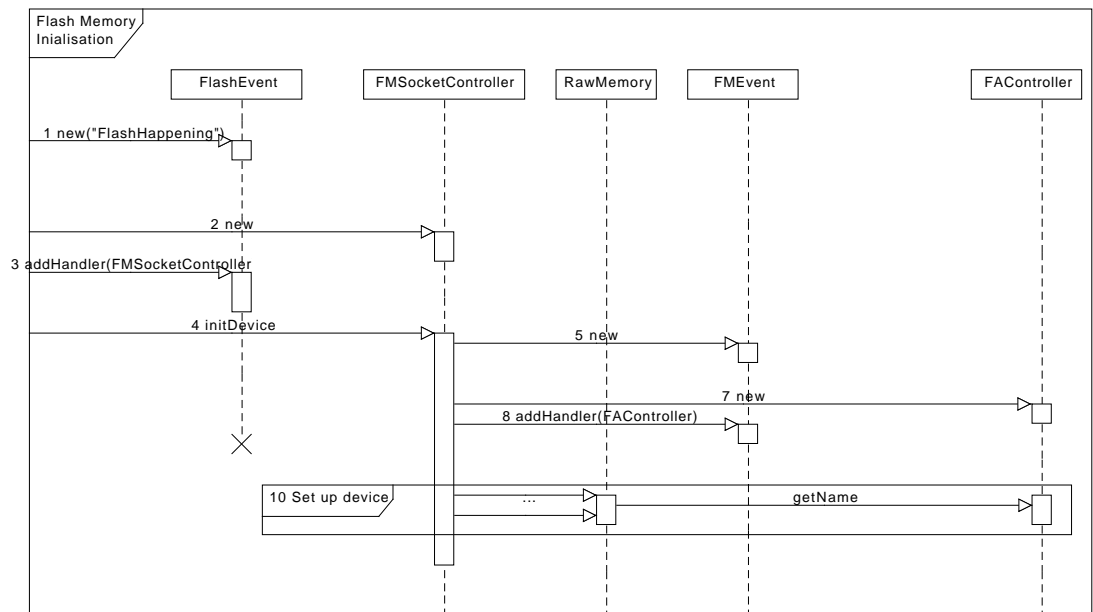 Flash Memory
Inialisation
FlashEvent
FMSocketController
RawMemory
FMEvent
FAController
1 new("FlashHappening")
2 new
3 addHandler(FMSocketController
4 initDevice
5 new
7 new
8 addHandler(FAController)
10 Set up device
...
getName